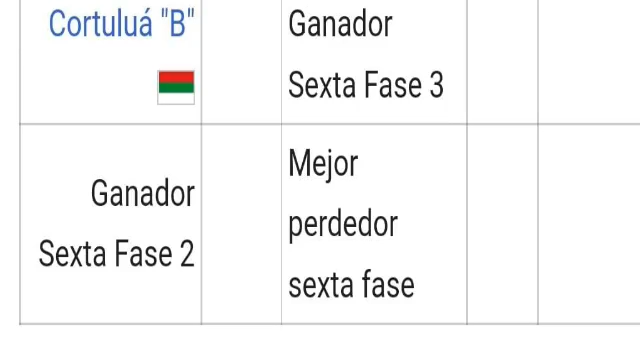 Cortuluá "B"
Ganador
Sexta Fase 3
Ganador
Sexta Fase 2
Mejor
perdedor
sexta fase